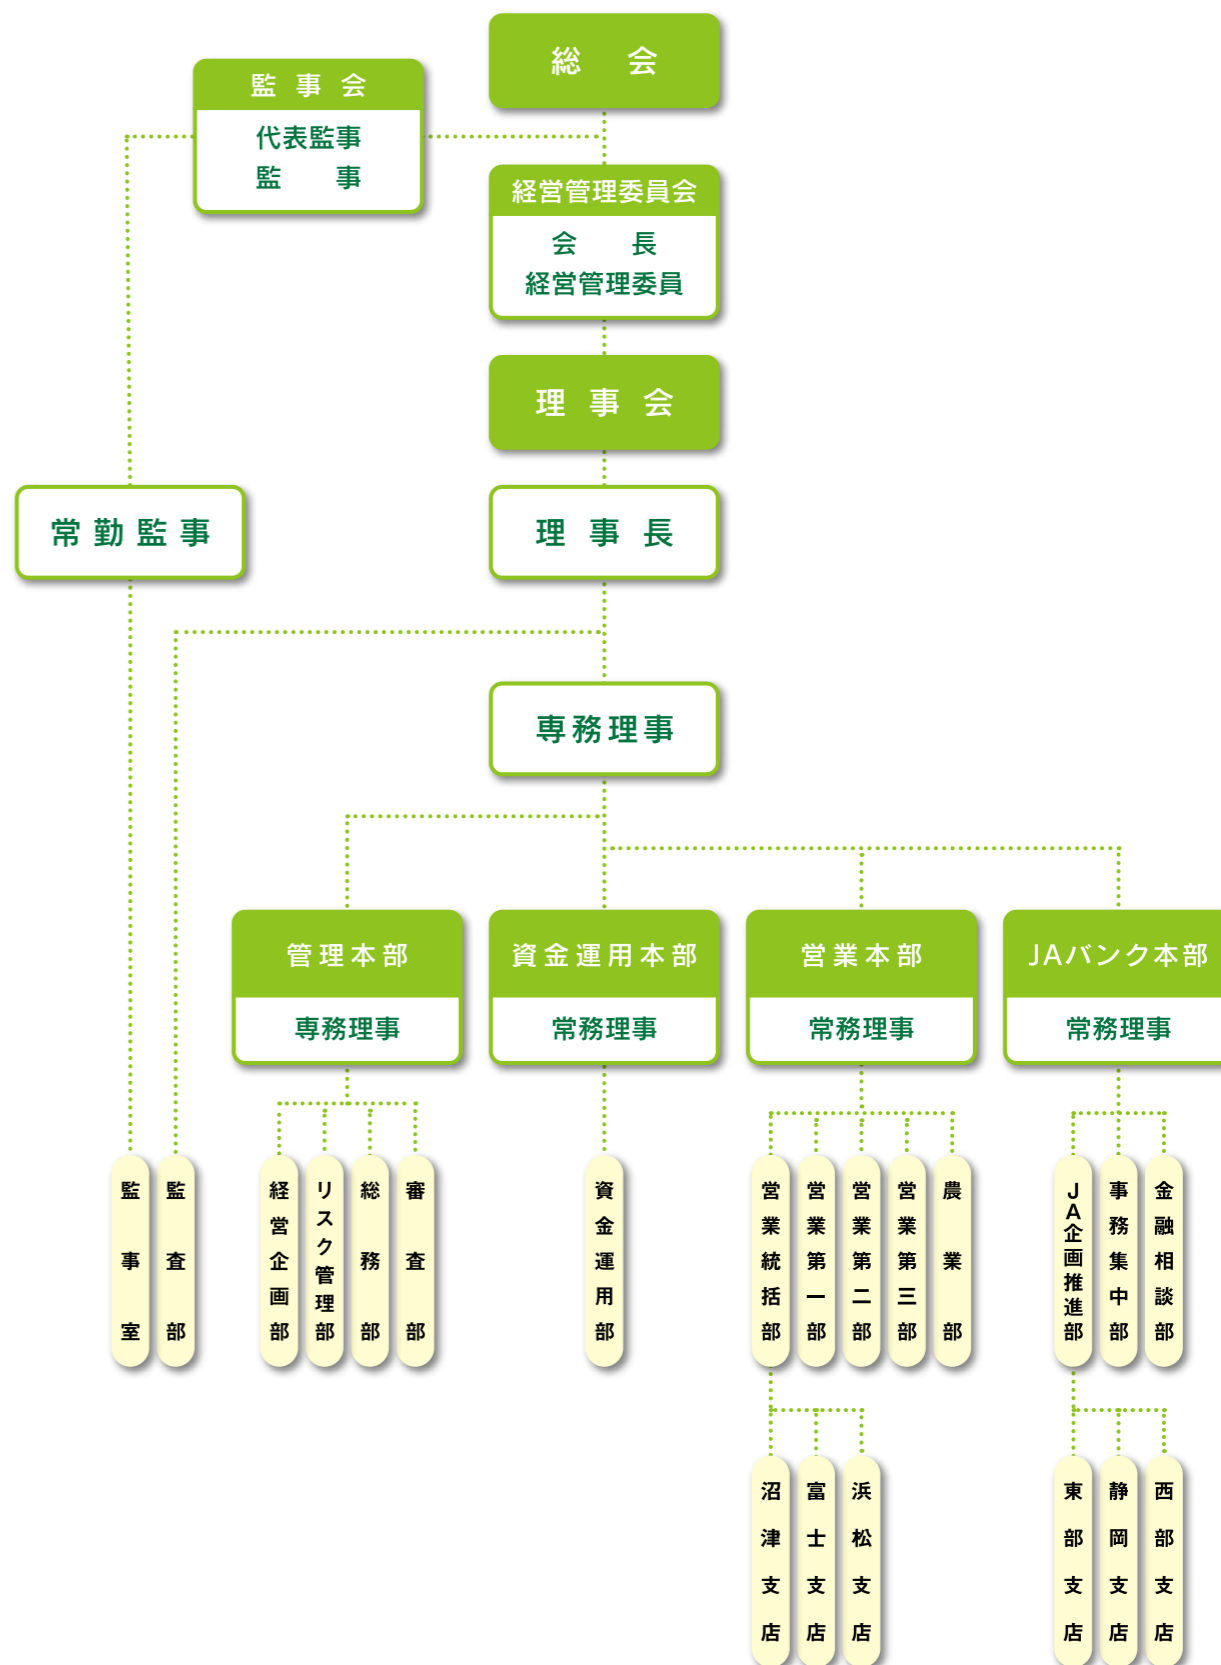 総会
監事会
代表監事
監事
経営管理委員会
会長
経営管理委員
理事会
常勤監事
理事長
専務理事
管理本部
専務理事
資金運用本部
常務理事
営業本部
常務理事
JAバンク本部
常務理事
監事室
監査部
経営企画部
リスク管理部
総務部
審査部
資金運用部
営業統括部
営業第一部
営業第二部
営業第三部
農業部
JA企画推進部
事務集中部
金融相談部
沼津支店
富士支店
浜松支店
東部支店
静岡支店
西部支店